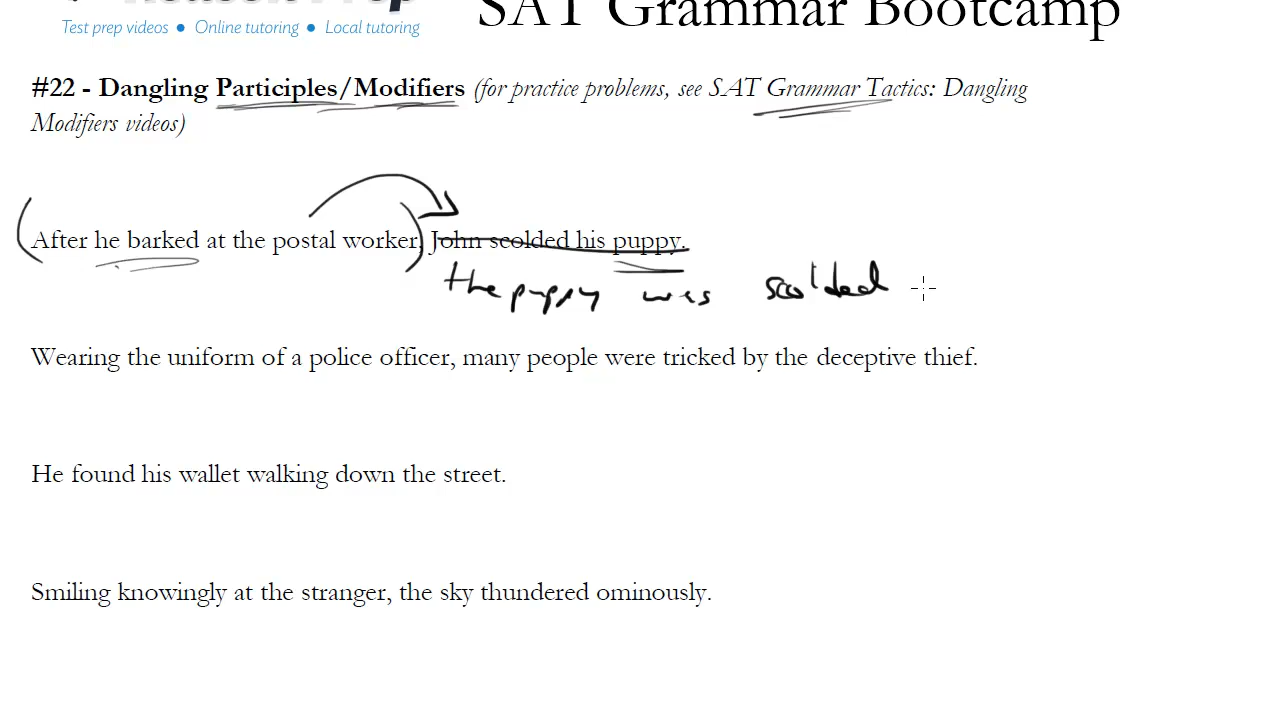 SAT Grammar Bootcamp
Test prep videos ● Online tutoring ● Local tutoring
#22 - Dangling Participles/Modifiers (for practice problems, see SAT Grammar Tactics: Dangling
Modifiers videos)
After he barked at the postal worker, John scolded his puppy.
the puppy was scolded
Wearing the uniform of a police officer, many people were tricked by the deceptive thief.
He found his wallet walking down the street.
Smiling knowingly at the stranger, the sky thundered ominously.